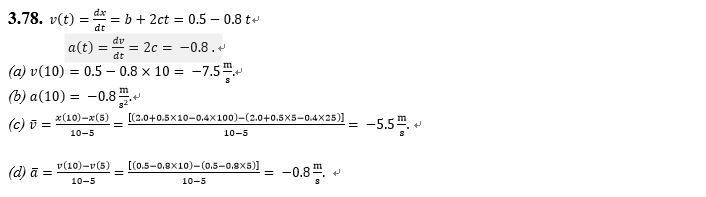 3.78. v(t) = dx/dt = b + 2ct = 0.5 − 0.8 t↵
a(t) = dv/dt = 2c = −0.8 .↵
(a) v(10) = 0.5 − 0.8 × 10 = −7.5 m/s.↵
(b) a(10) = −0.8 m/s².↵
(c) v̄ = x(10)−x(5)/10−5 = [(2.0+0.5×10−0.4×100)−(2.0+0.5×5−0.4×25)]/10−5 = −5.5 m/s. ↵
(d) ā = v(10)−v(5)/10−5 = [(0.5−0.8×10)−(0.5−0.8×5)]/10−5 = −0.8 m/s. ↵